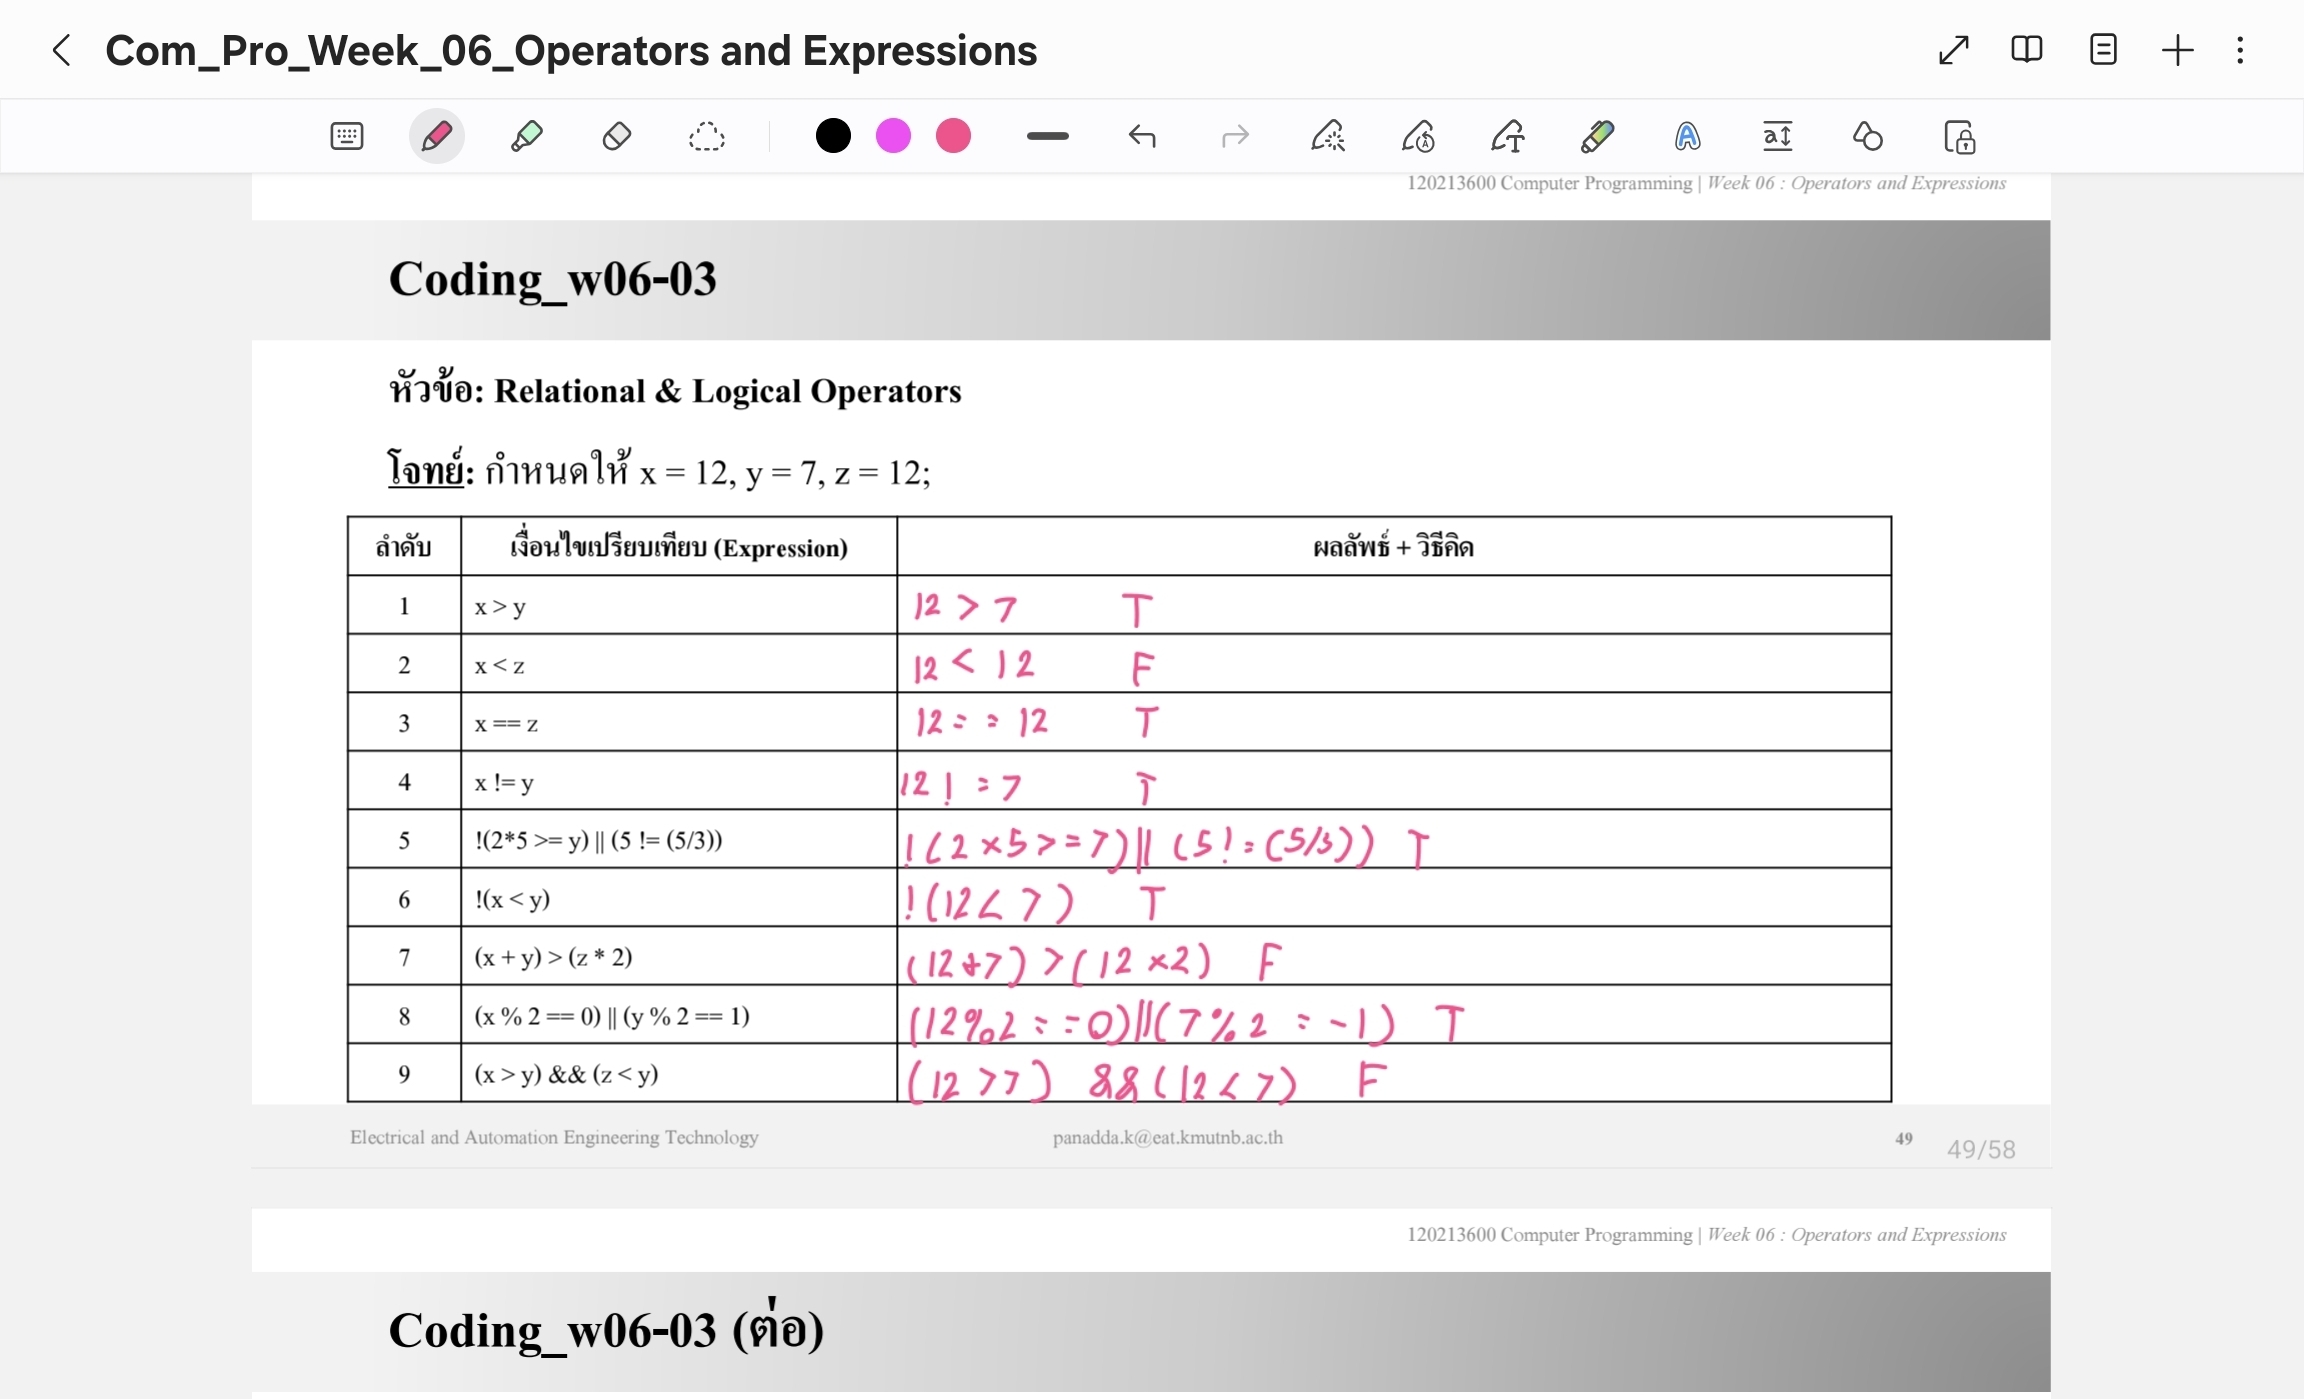 Com_Pro_Week_06_Operators and Expressions
120213600 Computer Programming | Week 06 : Operators and Expressions
Coding_w06-03
หัวข้อ: Relational & Logical Operators
โจทย์: กำหนดให้ x = 12, y = 7, z = 12;
ลำดับ เงื่อนไขเปรียบเทียบ (Expression) ผลลัพธ์ + วิธีคิด
1 x > y 12 > 7 T
2 x < z 12 < 12 F
3 x == z 12 = = 12 T
4 x != y 12 ! = 7 T
5 !(2*5 >= y) || (5 != (5/3)) !(2 × 5 > = 7) || (5! = (5/3)) T
6 !(x < y) !(12 < 7) T
7 (x + y) > (z * 2) (12+7) > (12 × 2) F
8 (x % 2 == 0) || (y % 2 == 1) (12%2 = = 0) || (7 % 2 = -1) T
9 (x > y) && (z < y) (12 > 7) && (12 < 7) F
Electrical and Automation Engineering Technology panadda.k@eat.kmutnb.ac.th 49 49/58
120213600 Computer Programming | Week 06 : Operators and Expressions
Coding_w06-03 (ต่อ)